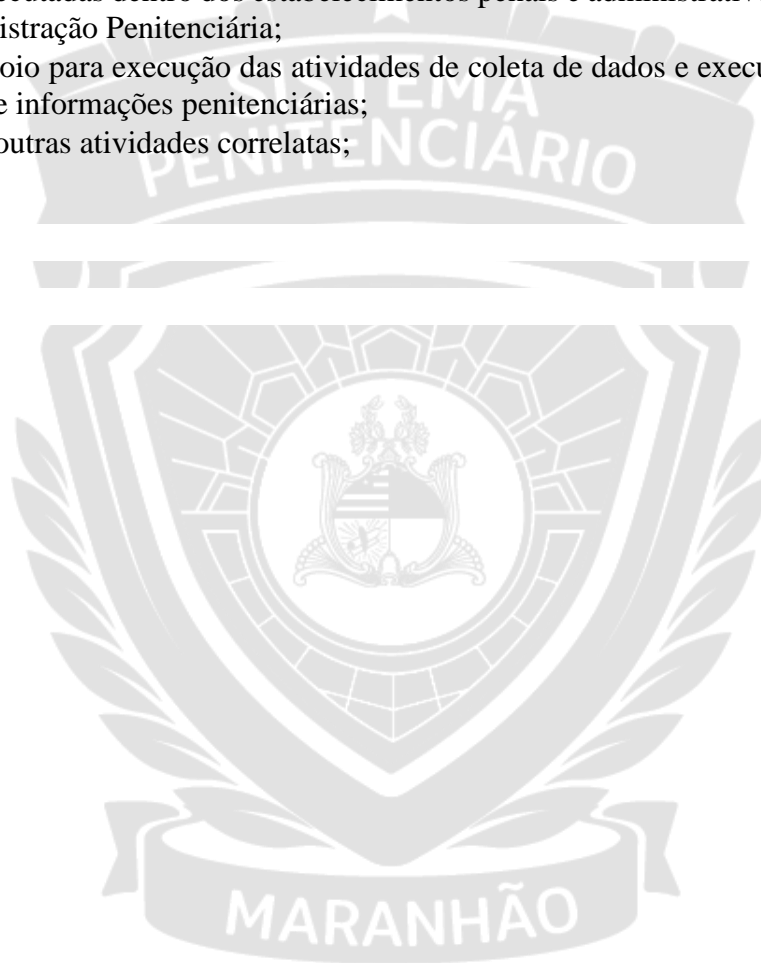 istração Penitenciária;
oio para execução das atividades de coleta de dados e execu
e informações penitenciárias;
outras atividades correlatas;
SISTEMA
PENITENCIÁRIO
MARANHÃO